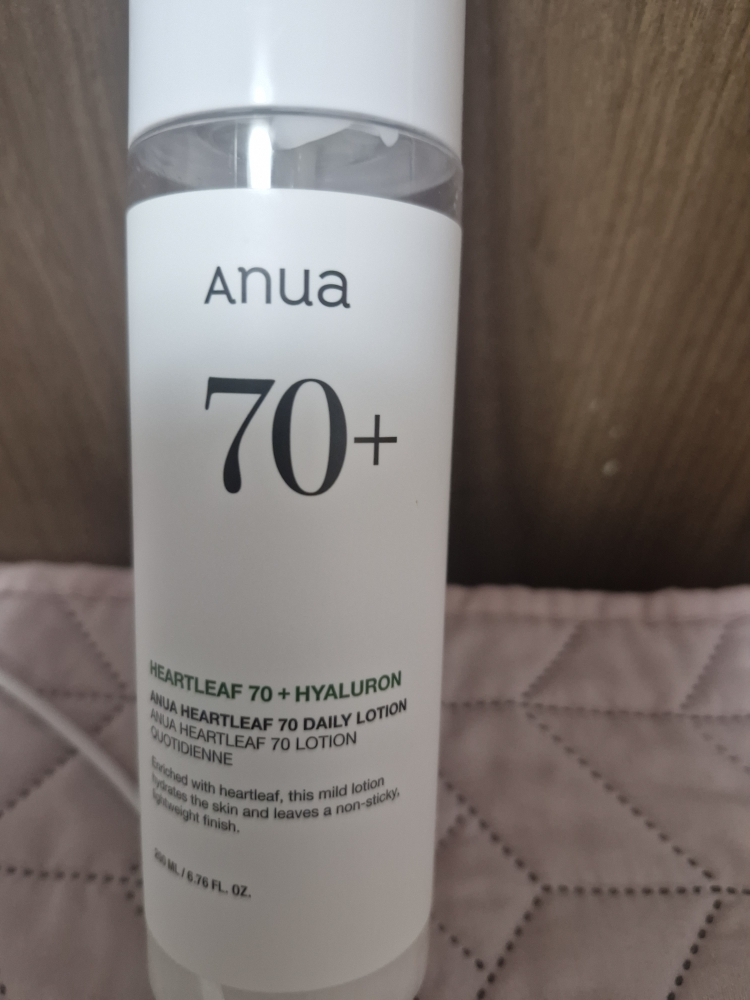 Anua
70+
HEARTLEAF 70 + HYALURON
ANUA HEARTLEAF 70 DAILY LOTION
ANUA HEARTLEAF 70 LOTION
QUOTIDIENNE
Enriched with heartleaf, this mild lotion
hydrates the skin and leaves a non-sticky,
lightweight finish.
200 ML / 6.76 FL. OZ.